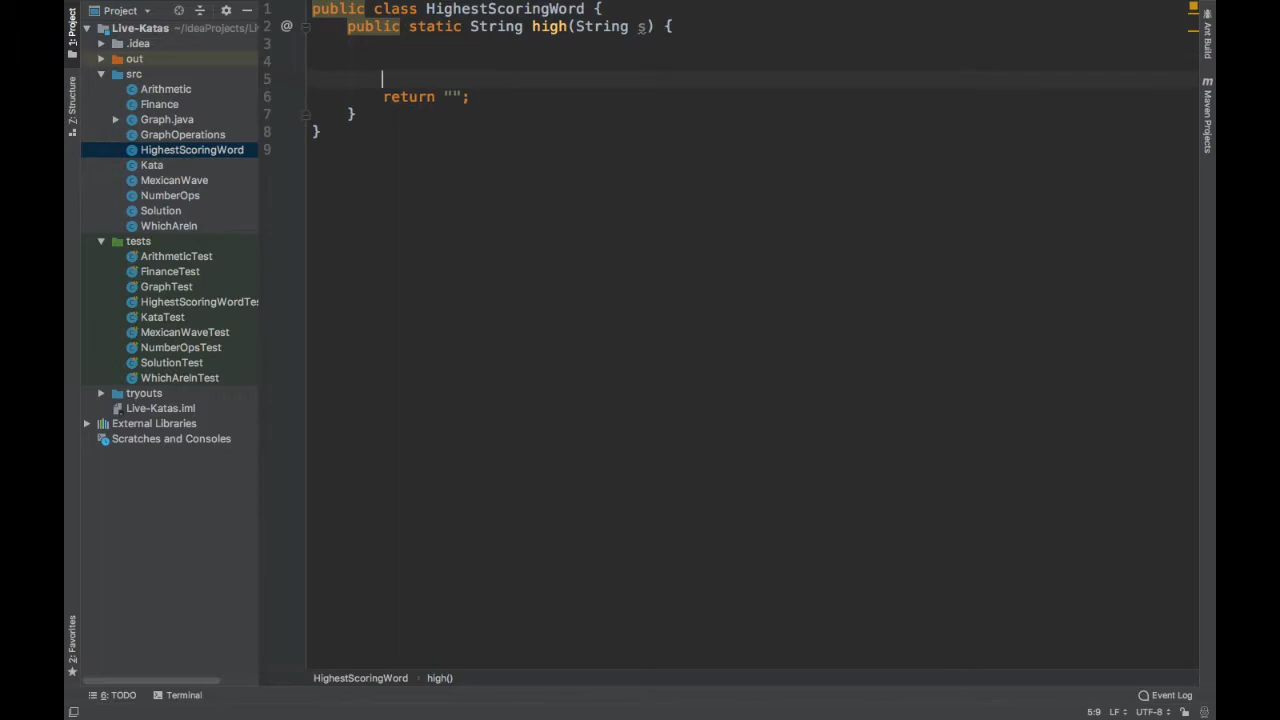 1: Project
Project
Live-Katas ~/IdeaProjects/Li
.idea
out
src
Arithmetic
Finance
Graph.java
GraphOperations
HighestScoringWord
Kata
MexicanWave
NumberOps
Solution
WhichAreIn
tests
ArithmeticTest
FinanceTest
GraphTest
HighestScoringWordTes
KataTest
MexicanWaveTest
NumberOpsTest
SolutionTest
WhichAreInTest
tryouts
Live-Katas.iml
External Libraries
Scratches and Consoles
7: Structure
2: Favorites
1 public class HighestScoringWord {
2 @ public static String high(String s) {
3
4
5
6 return "";
7 }
8 }
9
Ant Build
Maven Projects
HighestScoringWord › high()
6: TODO Terminal Event Log
5:9 LF UTF-8